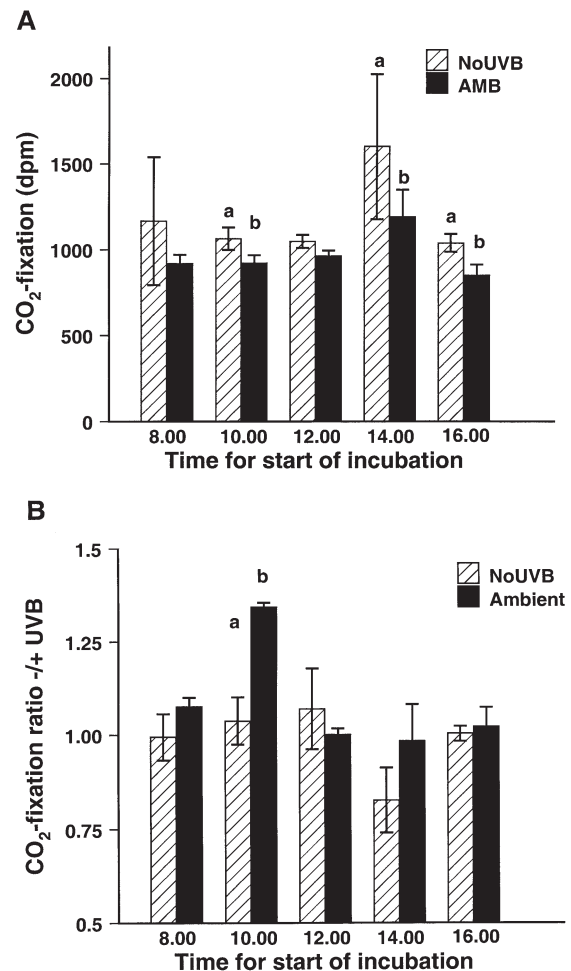 A
NoUVB
AMB
CO2-fixation (dpm)
2000
1500
1000
500
0
a
b
a
b
a
b
8.00 10.00 12.00 14.00 16.00
Time for start of incubation
B
NoUVB
Ambient
CO2-fixation ratio -/+ UVB
1.5
1.25
1.00
0.75
0.5
a
b
8.00 10.00 12.00 14.00 16.00
Time for start of incubation